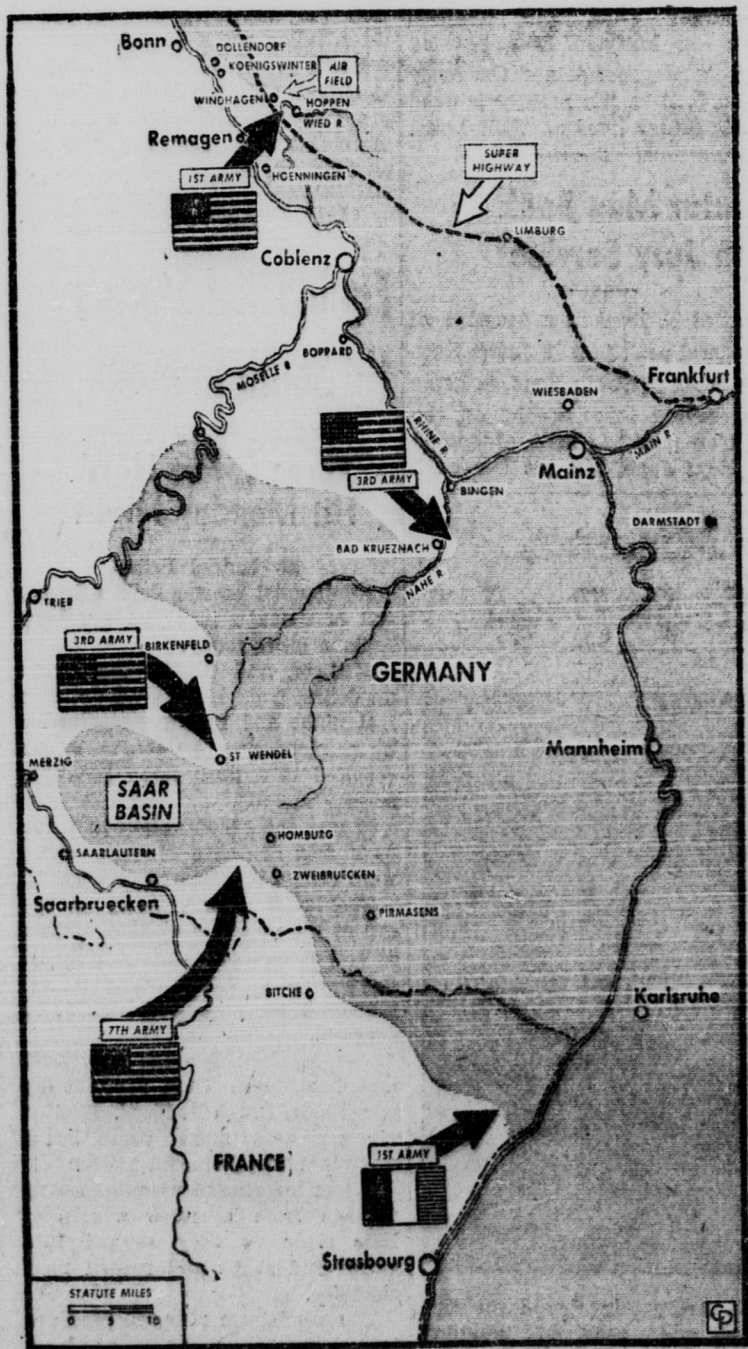 Bonn
DOLLENDORF
KOENIGSWINTER
AIR
FIELD
WINDHAGEN
HOPPEN
WIED R.
Remagen
1ST ARMY
HOENNINGEN
SUPER
HIGHWAY
LIMBURG
Coblenz
BOPPARD
MOSELLE R
Frankfurt
WIESBADEN
RHINE R.
MAIN R
Mainz
3RD ARMY
BINGEN
DARMSTADT
BAD KRUEZNACH
NAHE R
TRIER
3RD ARMY
BIRKENFELD
GERMANY
Mannheim
ST WENDEL
MERZIG
SAAR
BASIN
HOMBURG
SAARLAUTERN
ZWEIBRUECKEN
Saarbruecken
PIRMASENS
BITCHE
Karlsruhe
7TH ARMY
1ST ARMY
FRANCE
Strasbourg
STATUTE MILES
0 5 10
CP